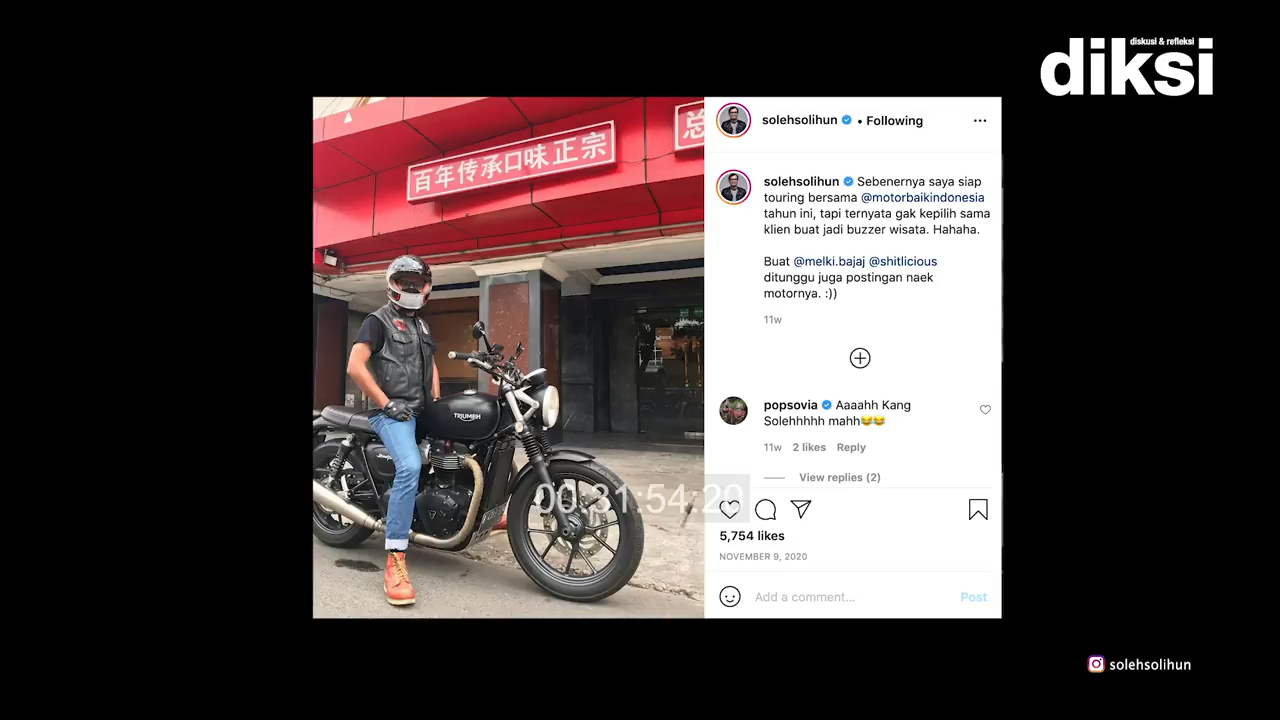 diskusi & refleksi
diksi
百年传承口味正宗
总
TRIUMPH
solehsolihun • Following
solehsolihun Sebenernya saya siap
touring bersama @motorbaikindonesia
tahun ini, tapi ternyata gak kepilih sama
klien buat jadi buzzer wisata. Hahaha.
Buat @melki.bajaj @shitlicious
ditunggu juga postingan naek
motornya. :))
11w
popsovia Aaaahh Kang
Solehhhhh mahh😂😂
11w 2 likes Reply
View replies (2)
00:31:54:20
5,754 likes
NOVEMBER 9, 2020
Add a comment... Post
solehsolihun